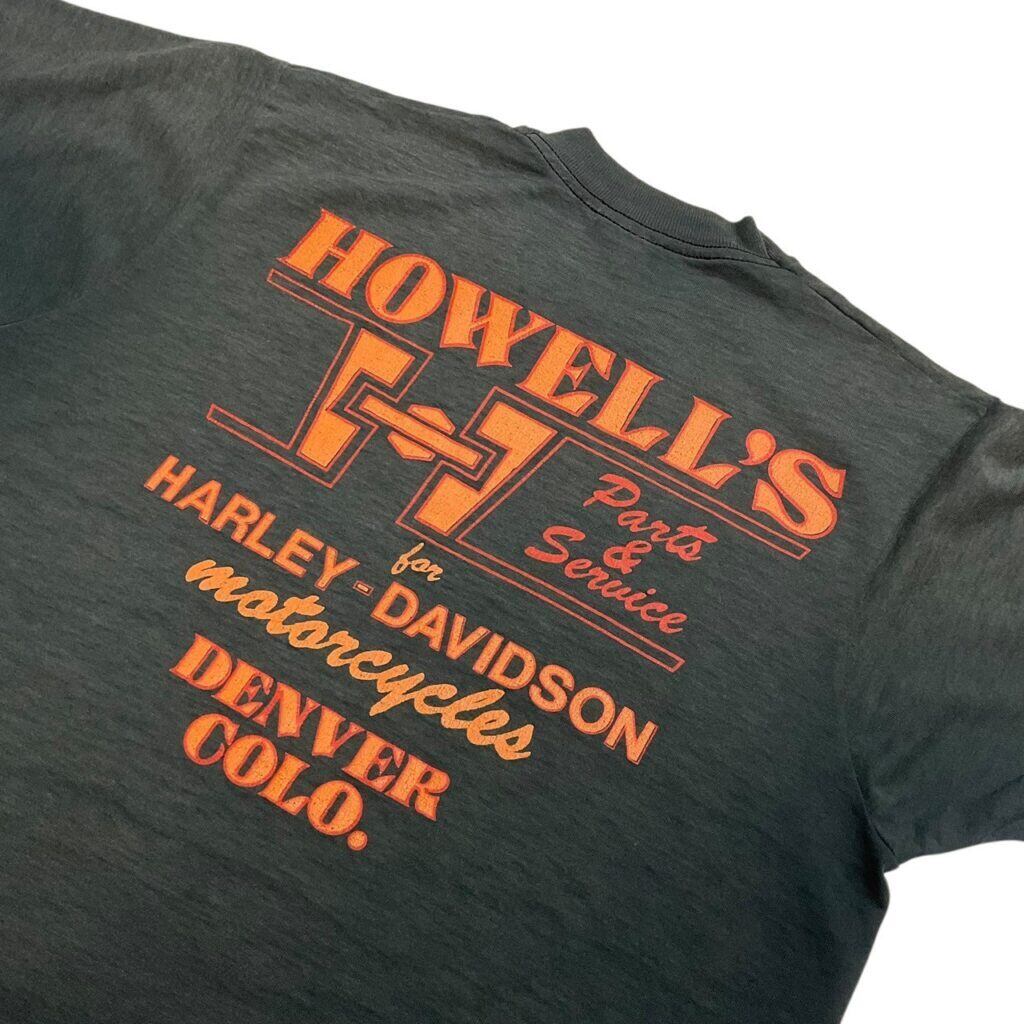 HOWELL'S
H
Parts
&
Service
for
HARLEY-DAVIDSON
motorcycles
DENVER
COLO.